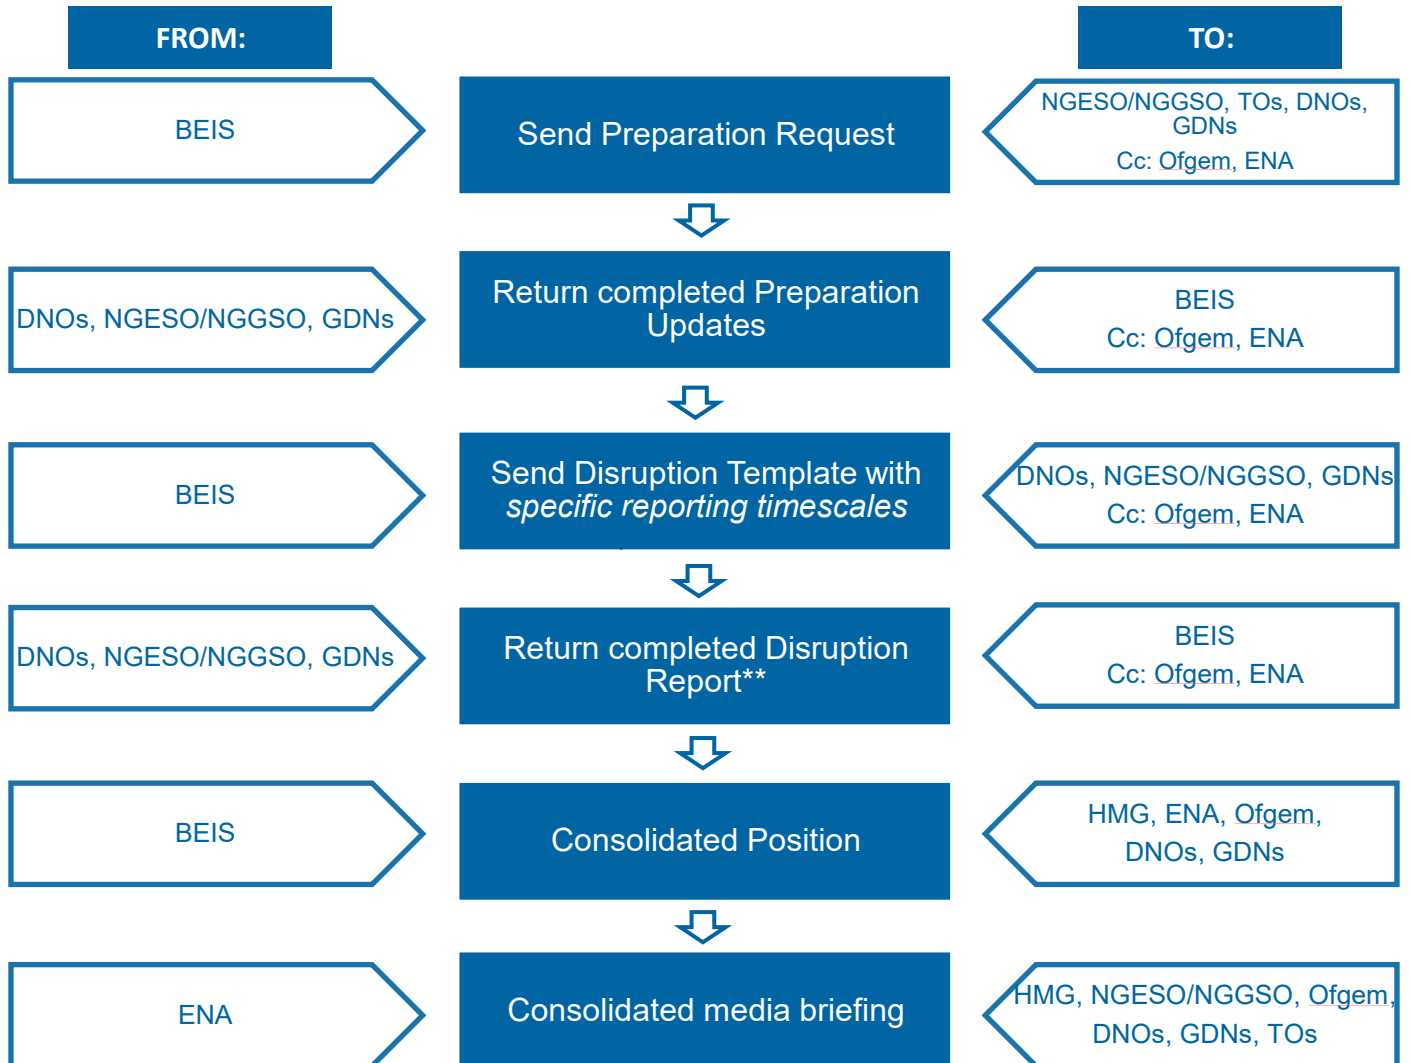 FROM:
TO:
BEIS
Send Preparation Request
NGESO/NGGSO, TOs, DNOs,
GDNs
Cc: Ofgem, ENA
DNOs, NGESO/NGGSO, GDNs
Return completed Preparation
Updates
BEIS
Cc: Ofgem, ENA
BEIS
Send Disruption Template with
specific reporting timescales
DNOs, NGESO/NGGSO, GDNs
Cc: Ofgem, ENA
DNOs, NGESO/NGGSO, GDNs
Return completed Disruption
Report**
BEIS
Cc: Ofgem, ENA
BEIS
Consolidated Position
HMG, ENA, Ofgem,
DNOs, GDNs
ENA
Consolidated media briefing
HMG, NGESO/NGGSO, Ofgem,
DNOs, GDNs, TOs